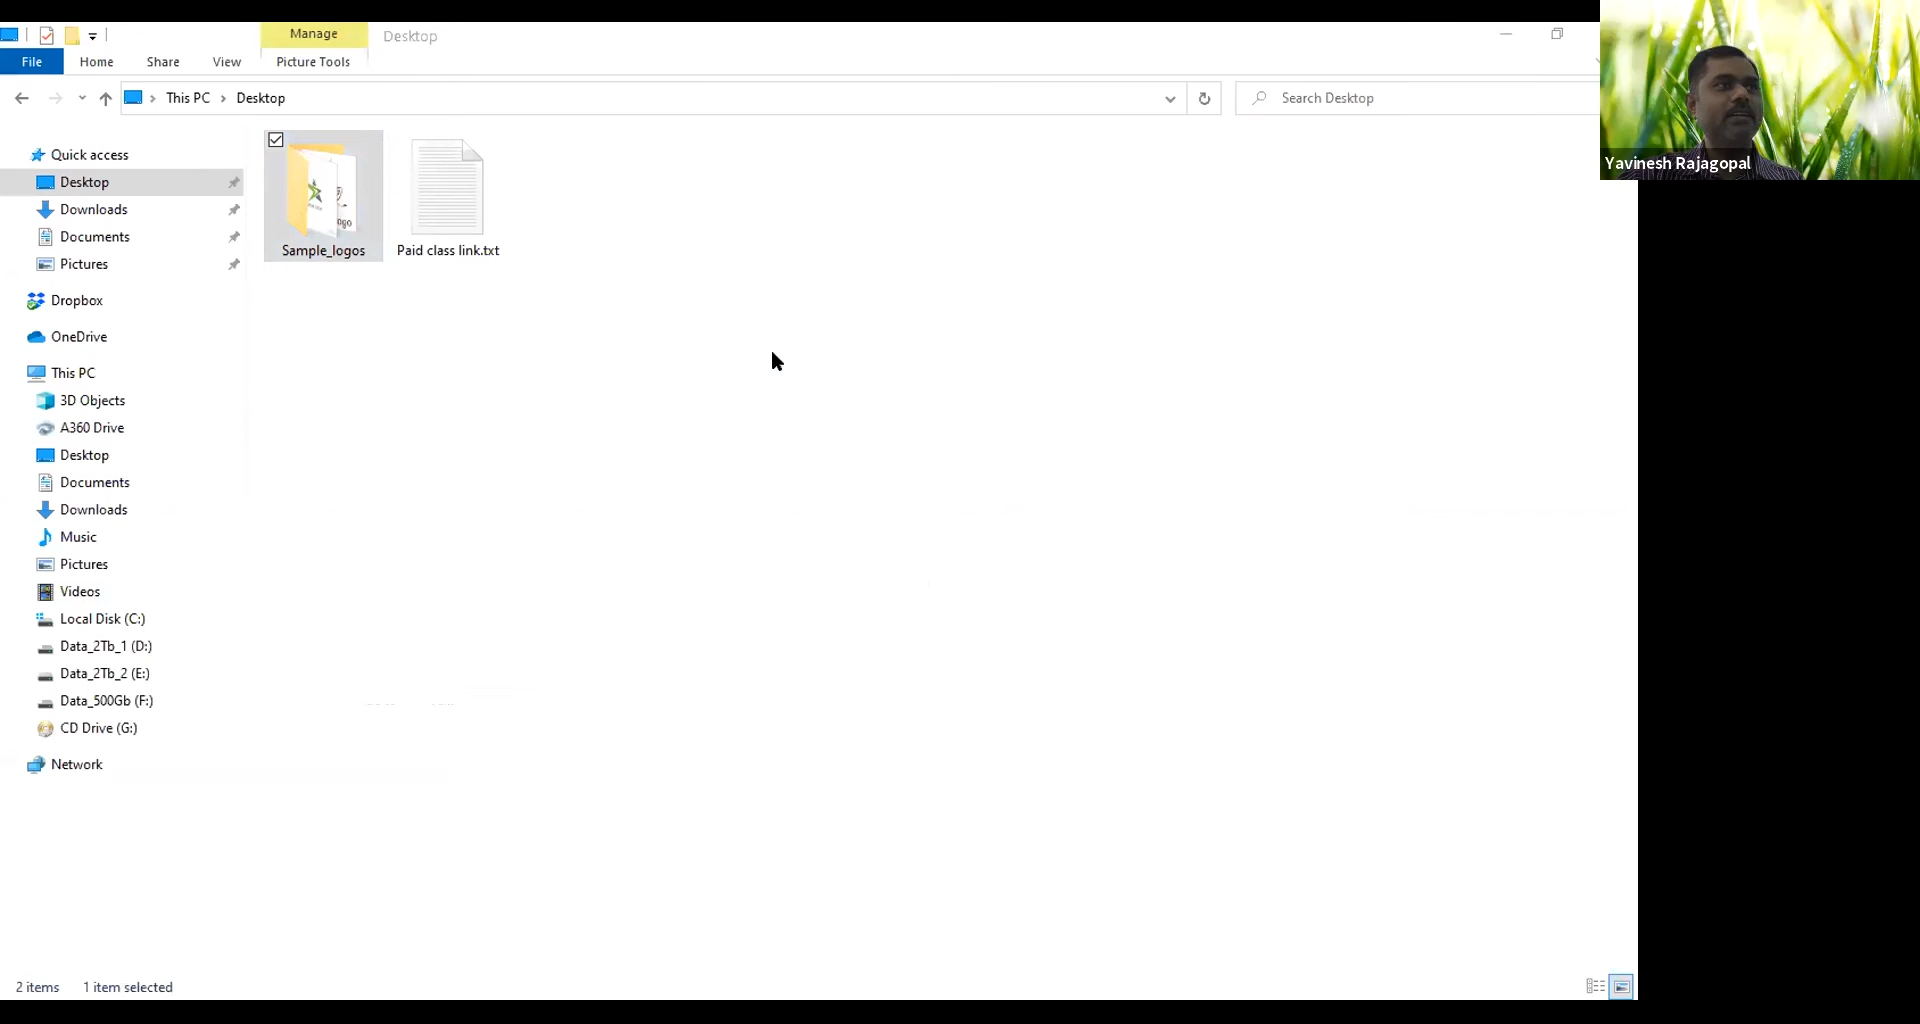 Manage
Desktop
File
Home
Share
View
Picture Tools
This PC
Desktop
Search Desktop
Yavinesh Rajagopal
Quick access
Desktop
Downloads
Documents
Pictures
Dropbox
OneDrive
This PC
3D Objects
A360 Drive
Desktop
Documents
Downloads
Music
Pictures
Videos
Local Disk (C:)
Data_2Tb_1 (D:)
Data_2Tb_2 (E:)
Data_500Gb (F:)
CD Drive (G:)
Network
Sample_logos
Paid class link.txt
2 items
1 item selected